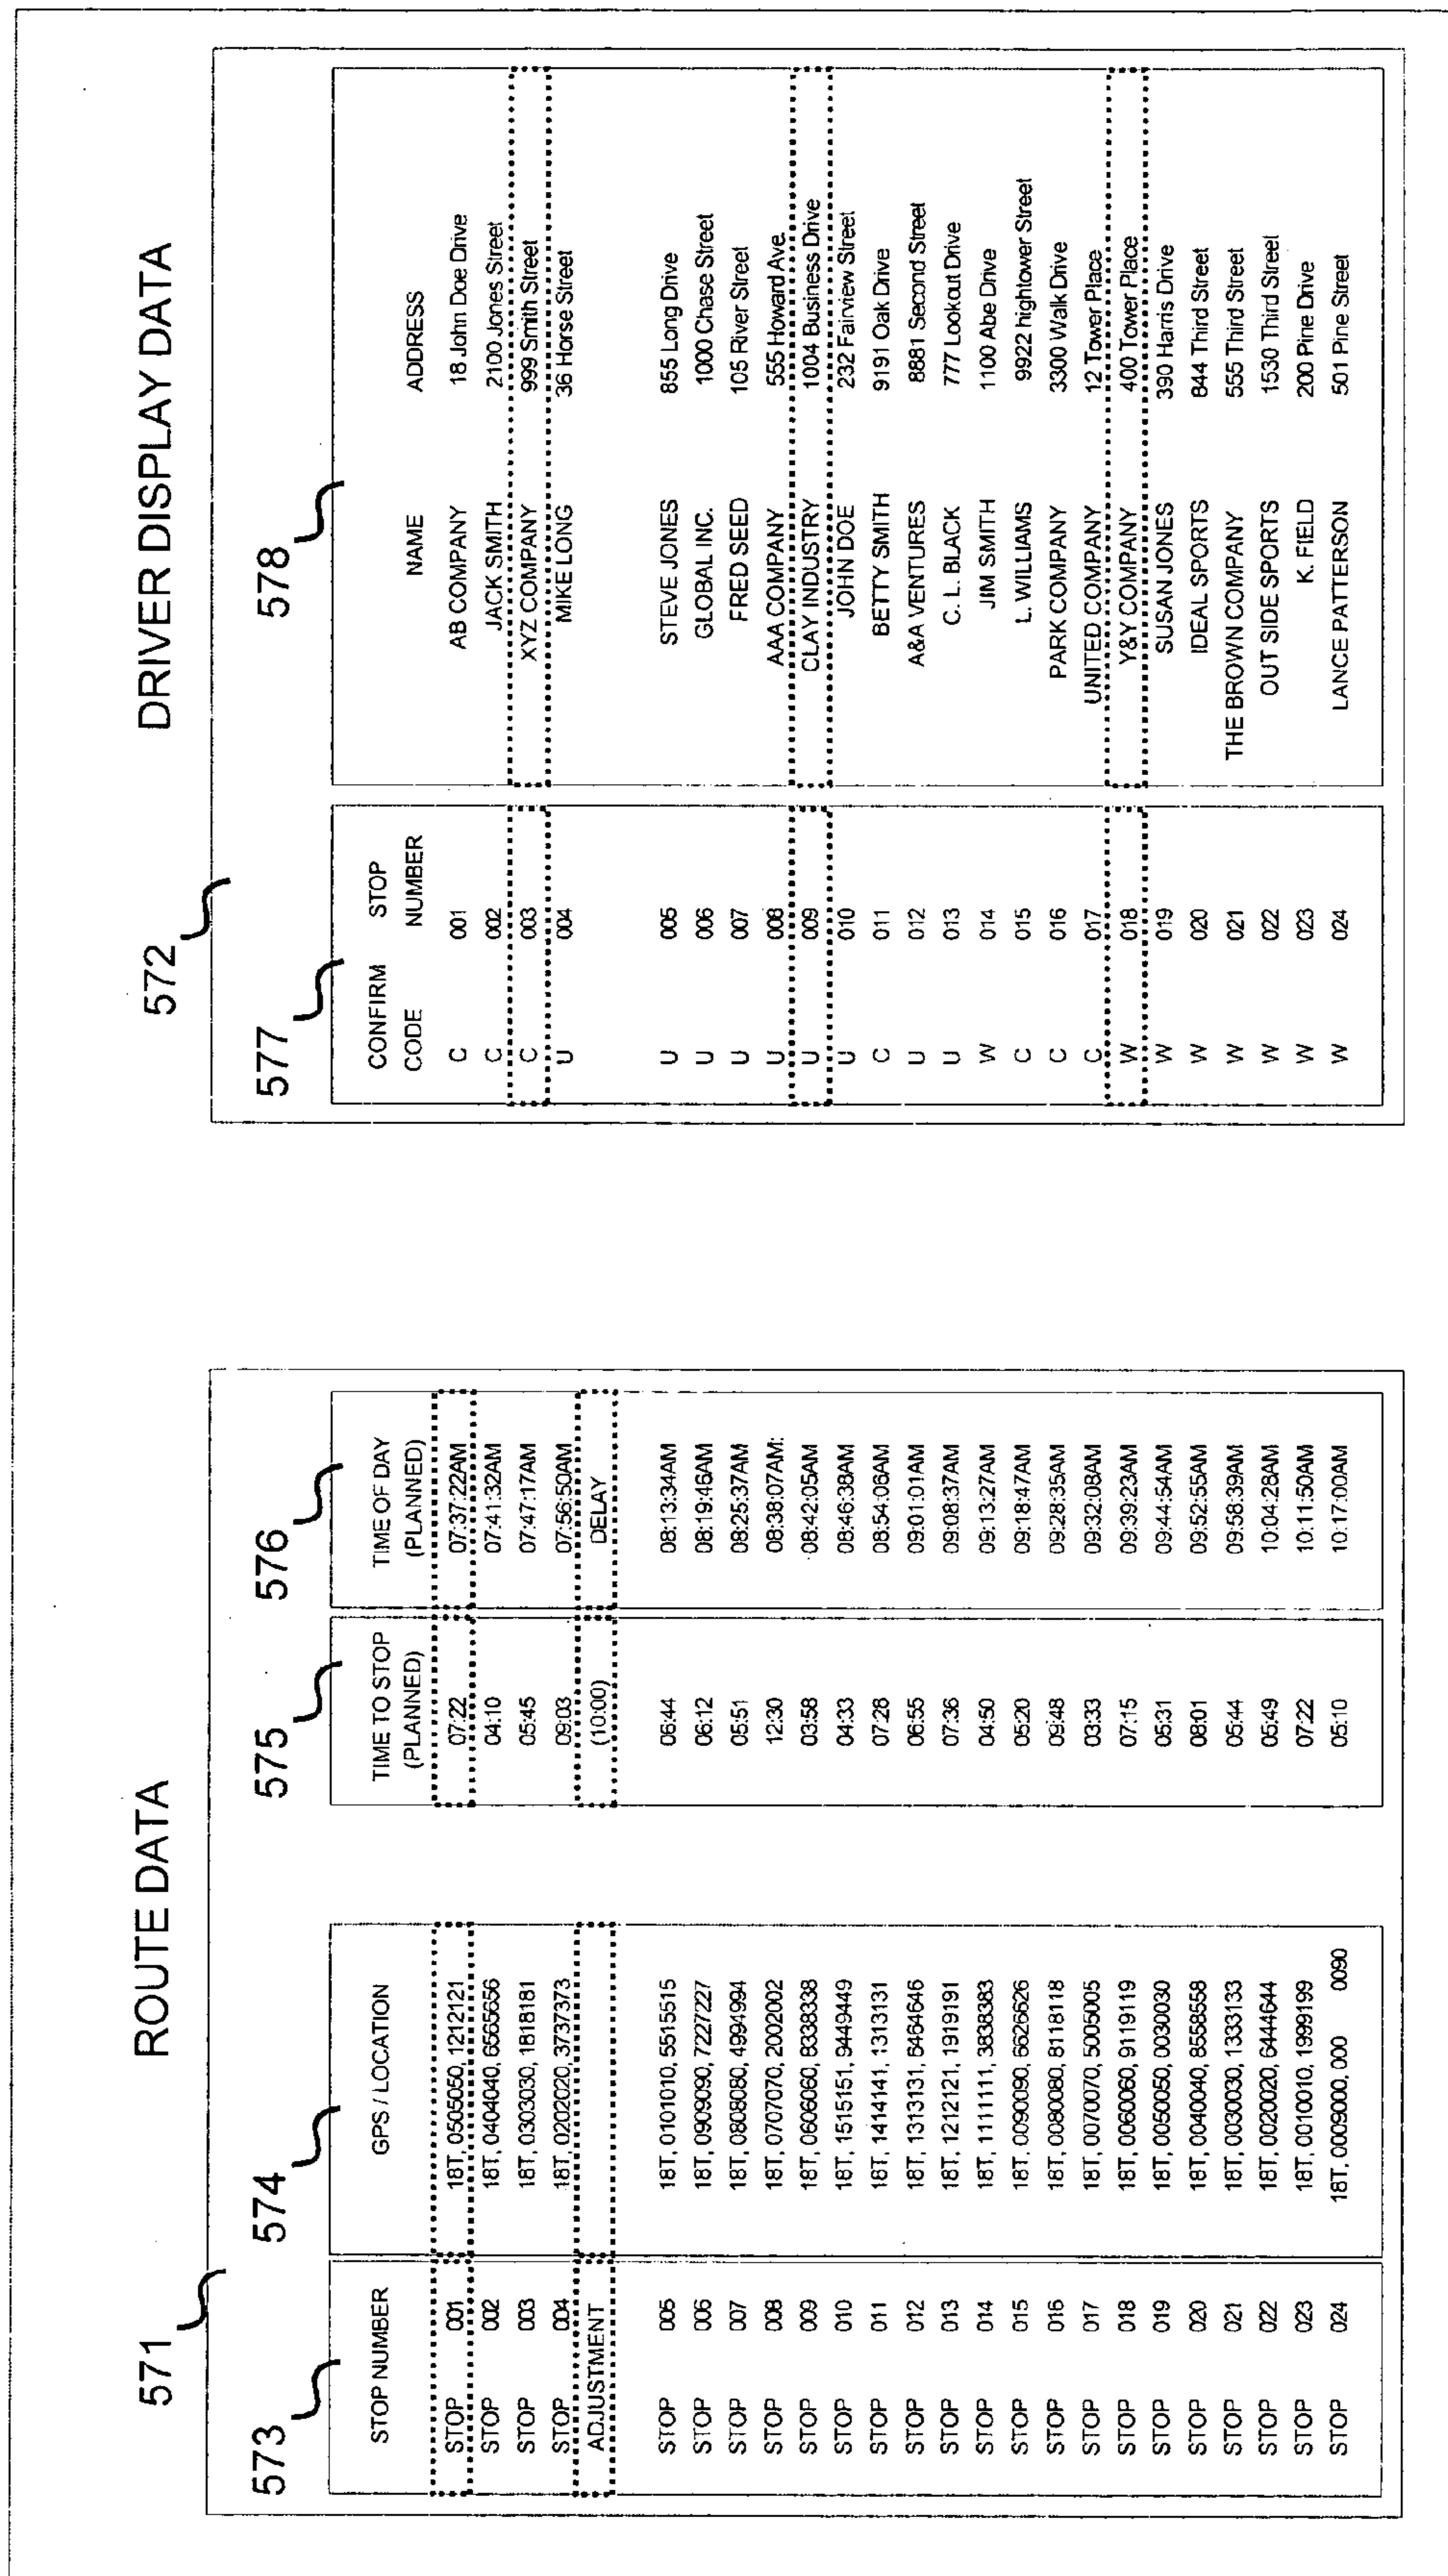 ROUTE DATA
571
573
574
575
576
STOP NUMBER GPS / LOCATION TIME TO STOP (PLANNED) TIME OF DAY (PLANNED)
STOP 001 18T, 0505050, 1212121 07:22 07:37:22AM
STOP 002 18T, 0404040, 6565656 04:10 07:41:32AM
STOP 003 18T, 0303030, 1818181 05:45 07:47:17AM
STOP 004 18T, 0202020, 3737373 09:03 07:56:50AM
ADJUSTMENT (10:00) DELAY
STOP 005 18T, 0101010, 5515515 06:44 08:13:34AM
STOP 006 18T, 0909090, 7227227 06:12 08:19:46AM
STOP 007 18T, 0808080, 4994994 05:51 08:25:37AM
STOP 008 18T, 0707070, 2002002 12:30 08:38:07AM:
STOP 009 18T, 0606060, 8338338 03:58 08:42:05AM
STOP 010 18T, 1515151, 9449449 04:33 08:46:38AM
STOP 011 18T, 1414141, 1313131 07:28 08:54:06AM
STOP 012 18T, 1313131, 6464646 06:55 09:01:01AM
STOP 013 18T, 1212121, 1919191 07:36 09:08:37AM
STOP 014 18T, 1111111, 3838383 04:50 09:13:27AM
STOP 015 18T, 0090090, 6626626 05:20 09:18:47AM
STOP 016 18T, 0080080, 8118118 09:48 09:28:35AM
STOP 017 18T, 0070070, 5005005 03:33 09:32:08AM
STOP 018 18T, 0060060, 9119119 07:15 09:39:23AM
STOP 019 18T, 0050050, 0030030 05:31 09:44:54AM
STOP 020 18T, 0040040, 8558558 08:01 09:52:55AM
STOP 021 18T, 0030030, 1333133 05:44 09:58:39AM
STOP 022 18T, 0020020, 6444644 05:49 10:04:28AM
STOP 023 18T, 0010010, 1999199 07:22 10:11:50AM
STOP 024 18T, 0009000, 000 0090 05:10 10:17:00AM
DRIVER DISPLAY DATA
572
577
578
CONFIRM CODE STOP NUMBER NAME ADDRESS
C 001 AB COMPANY 18 John Doe Drive
C 002 JACK SMITH 2100 Jones Street
C 003 XYZ COMPANY 999 Smith Street
U 004 MIKE LONG 36 Horse Street
U 005 STEVE JONES 855 Long Drive
U 006 GLOBAL INC. 1000 Chase Street
U 007 FRED SEED 105 River Street
U 008 AAA COMPANY 555 Howard Ave.
U 009 CLAY INDUSTRY 1004 Business Drive
U 010 JOHN DOE 232 Fairview Street
C 011 BETTY SMITH 9191 Oak Drive
U 012 A&A VENTURES 8881 Second Street
U 013 C. L. BLACK 777 Lookout Drive
W 014 JIM SMITH 1100 Abe Drive
C 015 L. WILLIAMS 9922 hightower Street
C 016 PARK COMPANY 3300 Walk Drive
C 017 UNITED COMPANY 12 Tower Place
W 018 Y&Y COMPANY 400 Tower Place
W 019 SUSAN JONES 390 Harris Drive
W 020 IDEAL SPORTS 844 Third Street
W 021 THE BROWN COMPANY 555 Third Street
W 022 OUT SIDE SPORTS 1530 Third Street
W 023 K. FIELD 200 Pine Drive
W 024 LANCE PATTERSON 501 Pine Street